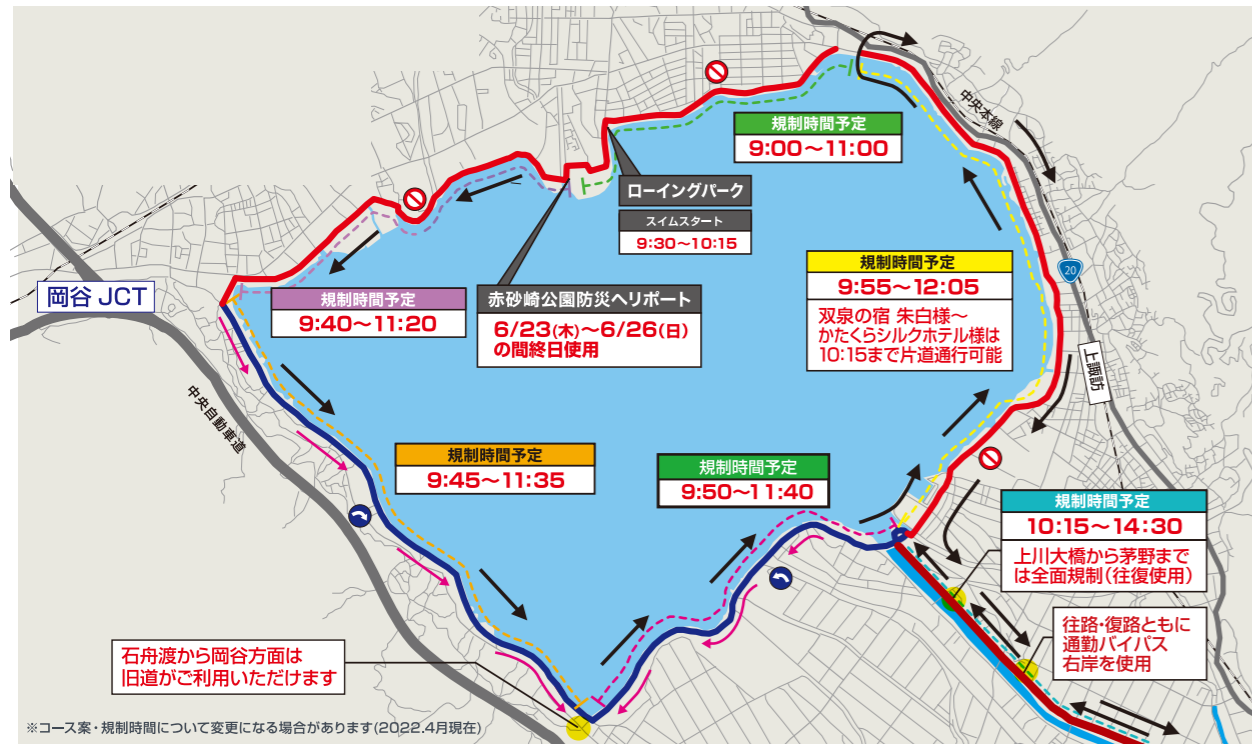 中央本線
規制時間予定
9:00〜11:00
ローイングパーク
スイムスタート
9:30〜10:15
20
規制時間予定
9:55〜12:05
双泉の宿 朱白様〜
かたくらシルクホテル様は
10:15まで片道通行可能
岡谷 JCT
規制時間予定
9:40〜11:20
赤砂崎公園防災ヘリポート
6/23(木)〜6/26(日)
の間終日使用
上諏訪
中央自動車道
規制時間予定
9:45〜11:35
規制時間予定
9:50〜11:40
規制時間予定
10:15〜14:30
上川大橋から茅野まで
は全面規制(往復使用)
往路・復路ともに
通勤バイパス
右岸を使用
石舟渡から岡谷方面は
旧道がご利用いただけます
※コース案・規制時間について変更になる場合があります(2022.4月現在)